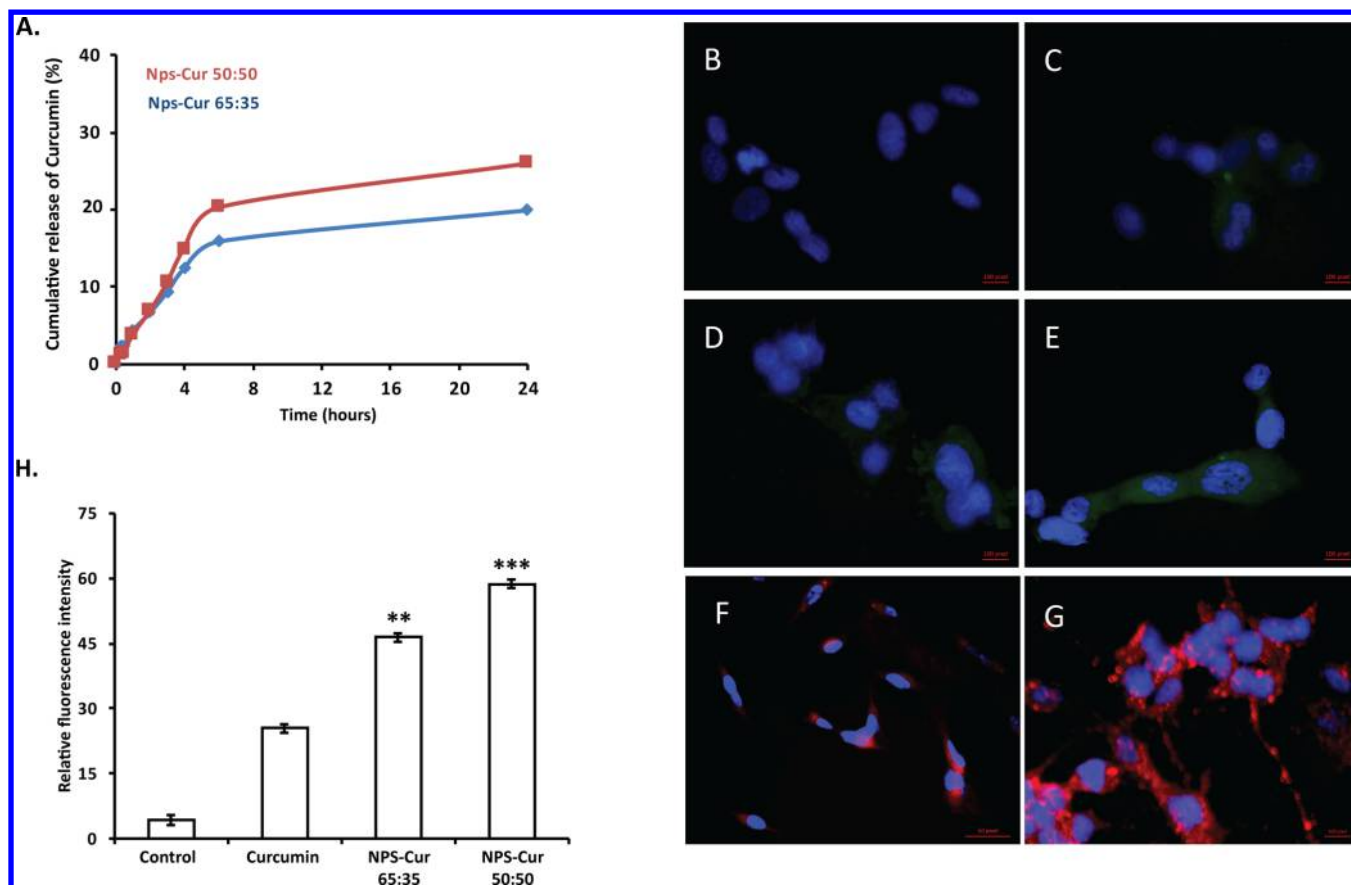 A.
Cumulative release of Curcumin (%)
40
30
20
10
0
Nps-Cur 50:50
Nps-Cur 65:35
0 4 8 12 16 20 24
Time (hours)
B
C
D
E
F
G
H.
Relative fluorescence intensity
75
60
45
30
15
0
**
***
Control Curcumin NPS-Cur NPS-Cur
65:35 50:50